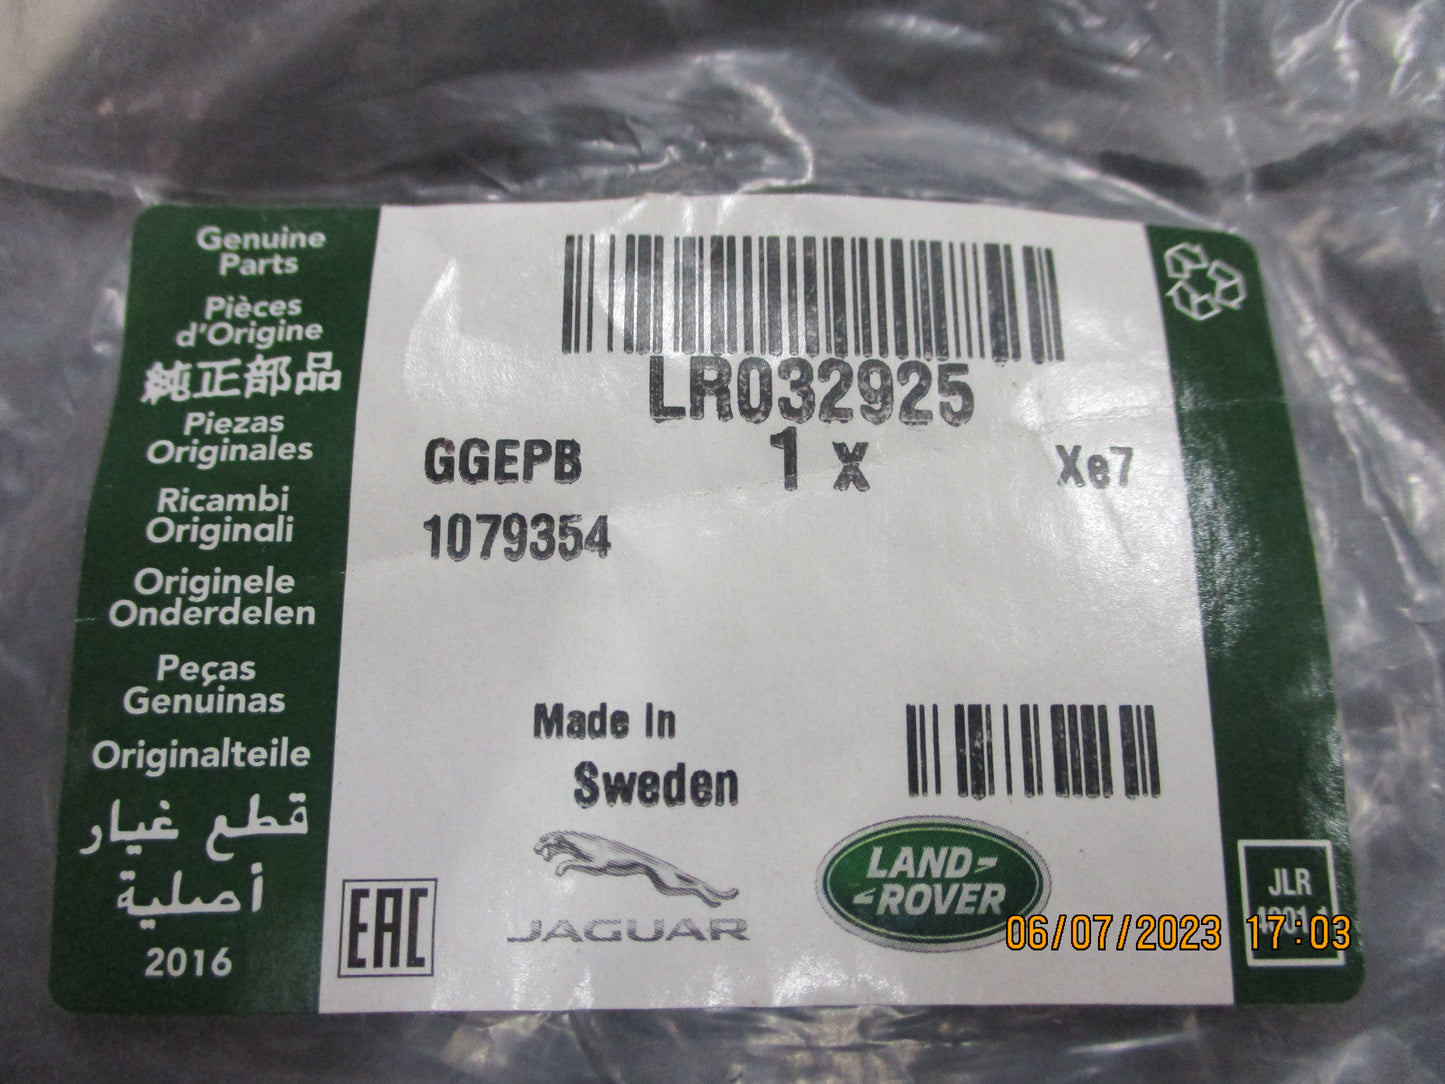 Genuine
Parts
Pièces
d'Origine
純正部品
Piezas
Originales
Ricambi
Originali
Originele
Onderdelen
Peças
Genuinas
Originalteile
قطع غيار
أصلية
2016
LR032925
GGEPB 1 X Xe7
1079354
Made In
Sweden
EAC
JAGUAR
LAND-
-ROVER
JLR
06/07/2023 17:03